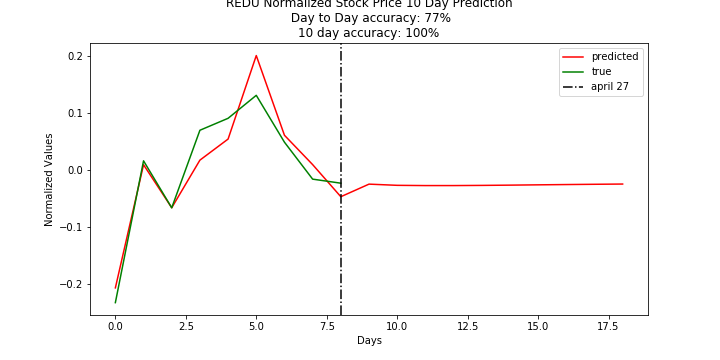 REDU Normalized Stock Price 10 Day Prediction
Day to Day accuracy: 77%
10 day accuracy: 100%
predicted
true
april 27
0.2
0.1
0.0
−0.1
−0.2
Normalized Values
0.0 2.5 5.0 7.5 10.0 12.5 15.0 17.5
Days